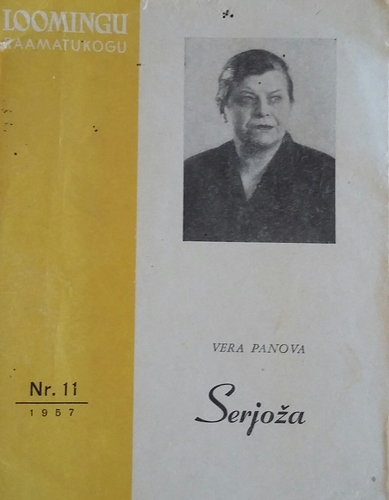 LOOMINGU
RAAMATUKOGU
VERA PANOVA
Nr. 11
1957
Serjoža